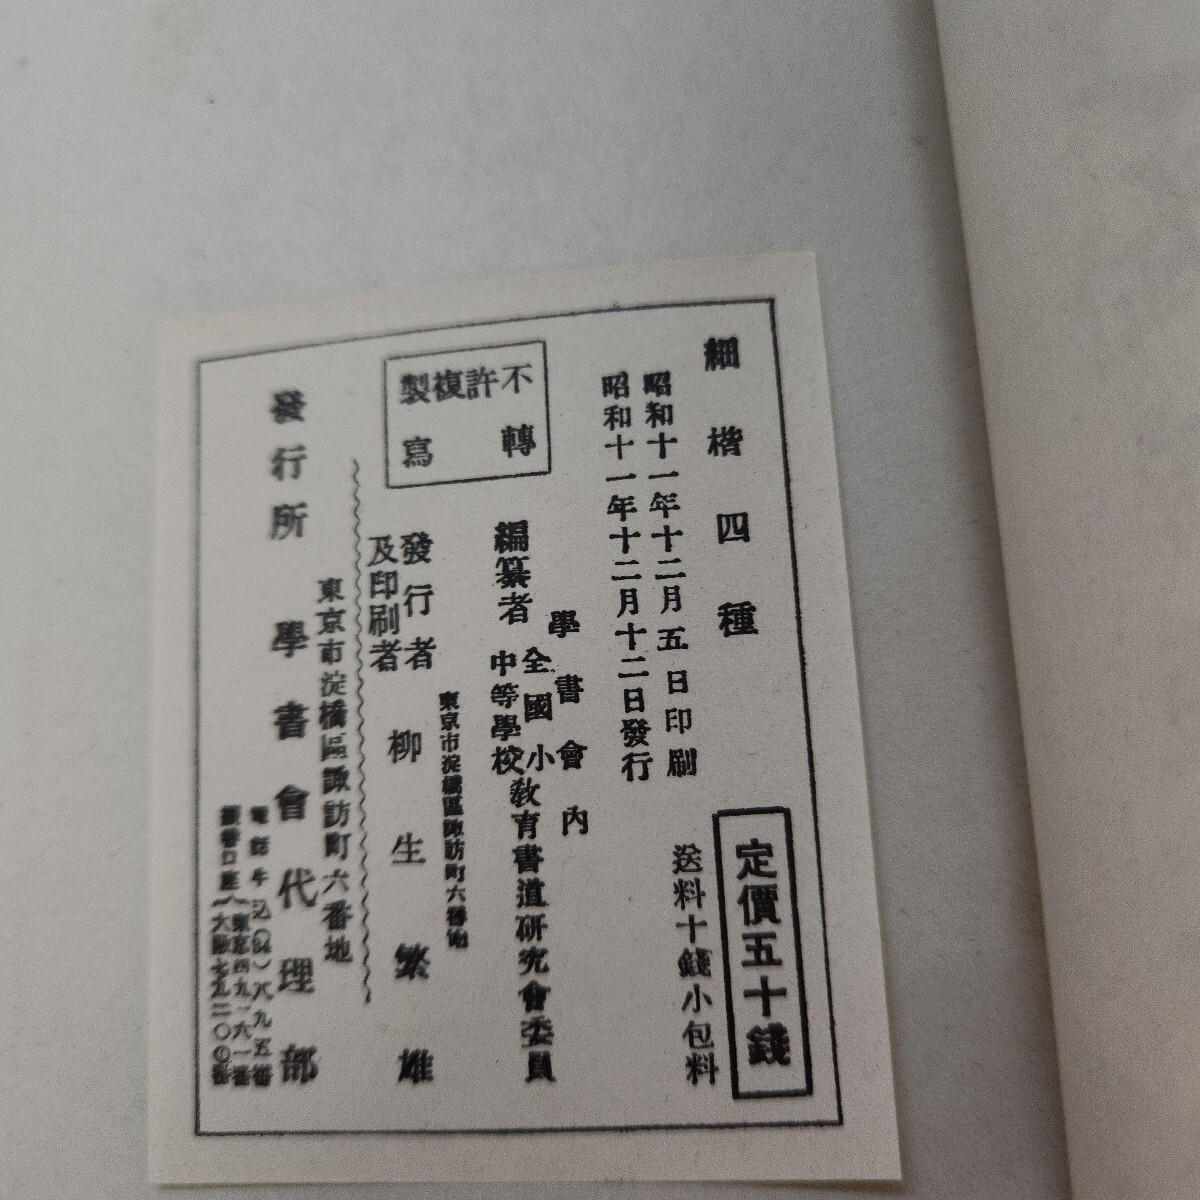 細楷四種
定價五十錢
送料十錢小包料
昭和十一年十二月五日印刷
昭和十一年十二月十二日發行
不許複製
轉寫
學書會內
編纂者
全國小
中等學校
教育書道研究會委員
東京市淀橋區諏訪町六番地
發行者
及印刷者
柳生繁雄
東京市淀橋區諏訪町六番地
發行所 學書會代理部